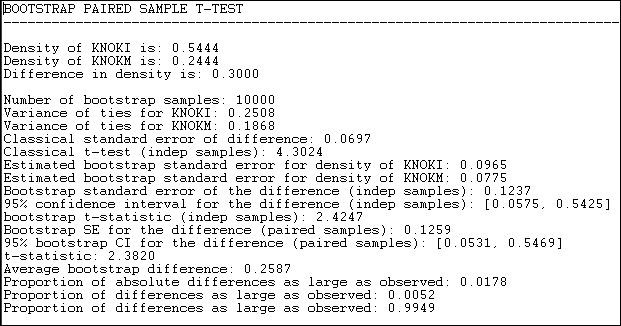 BOOTSTRAP PAIRED SAMPLE T-TEST
--------------------------------------------------------------------------------
Density of KNOKI is: 0.5444
Density of KNOKM is: 0.2444
Difference in density is: 0.3000
Number of bootstrap samples: 10000
Variance of ties for KNOKI: 0.2508
Variance of ties for KNOKM: 0.1868
Classical standard error of difference: 0.0697
Classical t-test (indep samples): 4.3024
Estimated bootstrap standard error for density of KNOKI: 0.0965
Estimated bootstrap standard error for density of KNOKM: 0.0775
Bootstrap standard error of the difference (indep samples): 0.1237
95% confidence interval for the difference (indep samples): [0.0575, 0.5425]
bootstrap t-statistic (indep samples): 2.4247
Bootstrap SE for the difference (paired samples): 0.1259
95% bootstrap CI for the difference (paired samples): [0.0531, 0.5469]
t-statistic: 2.3820
Average bootstrap difference: 0.2587
Proportion of absolute differences as large as observed: 0.0178
Proportion of differences as large as observed: 0.0052
Proportion of differences as large as observed: 0.9949